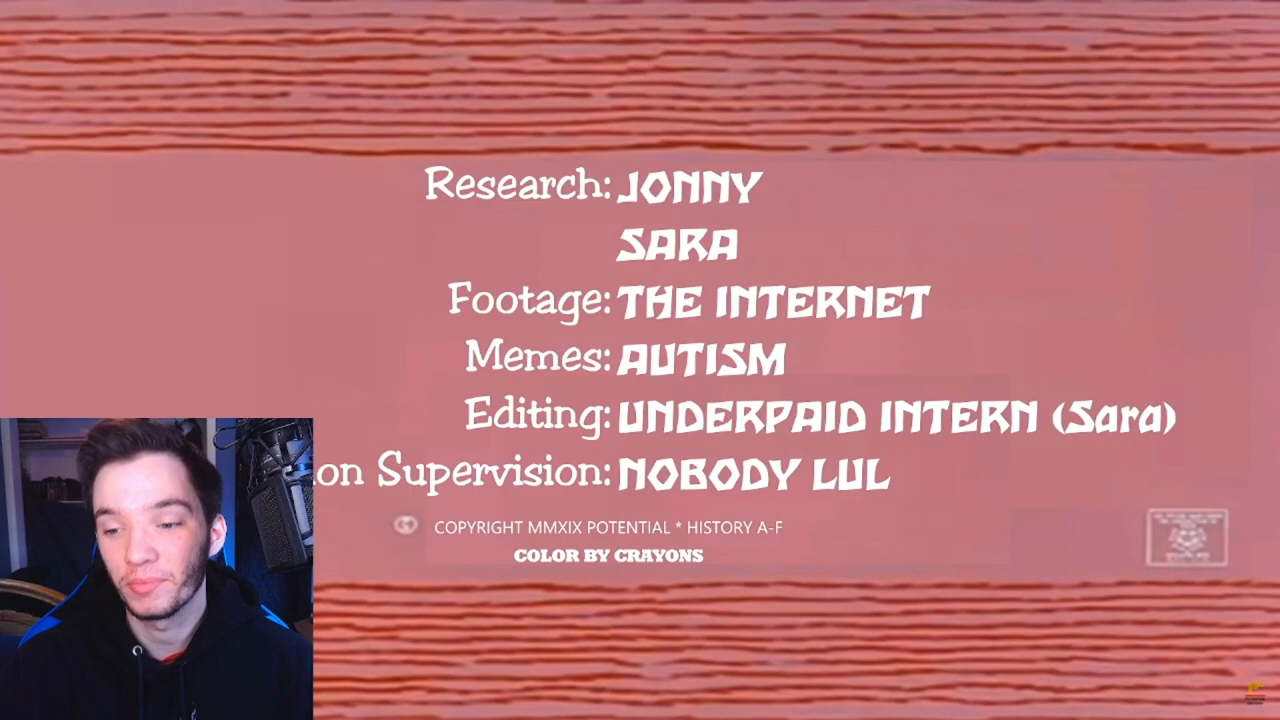 Research: JONNY
SARA
Footage: THE INTERNET
Memes: AUTISM
Editing: UNDERPAID INTERN (Sara)
on Supervision: NOBODY LUL
COPYRIGHT MMXIX POTENTIAL * HISTORY A-F
COLOR BY CRAYONS